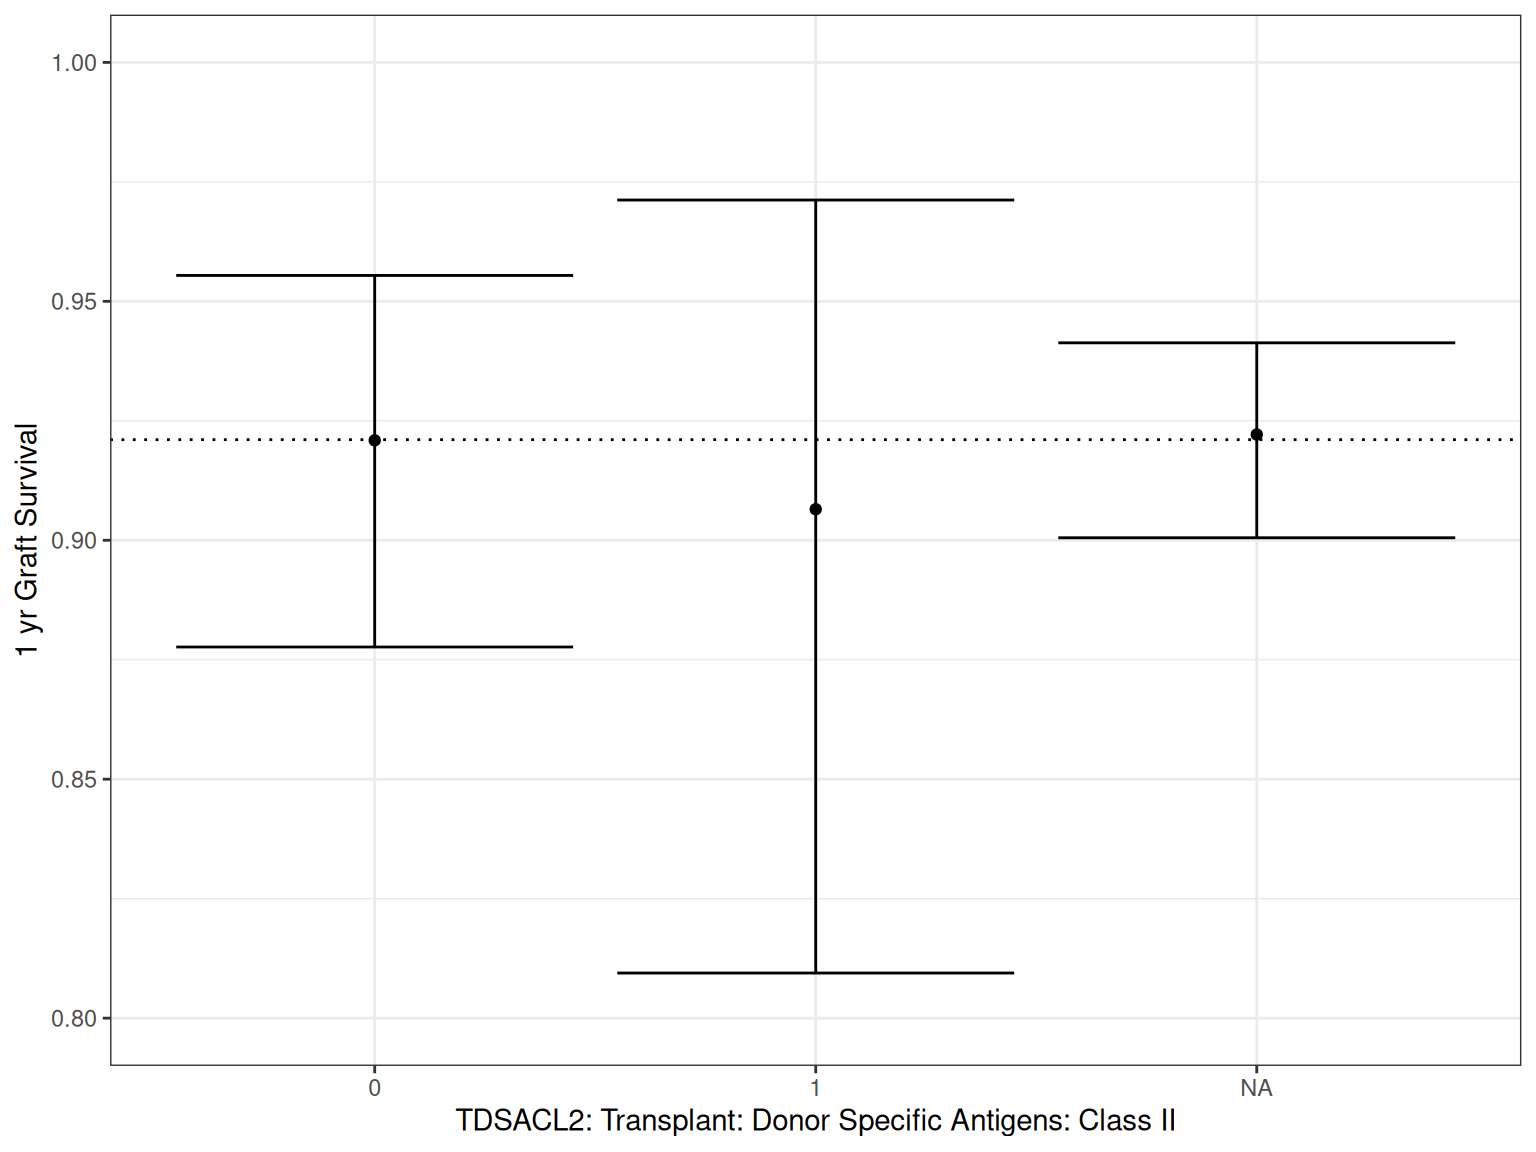 1.00
0.95
0.90
0.85
0.80
1 yr Graft Survival
0 1 NA
TDSACL2: Transplant: Donor Specific Antigens: Class II